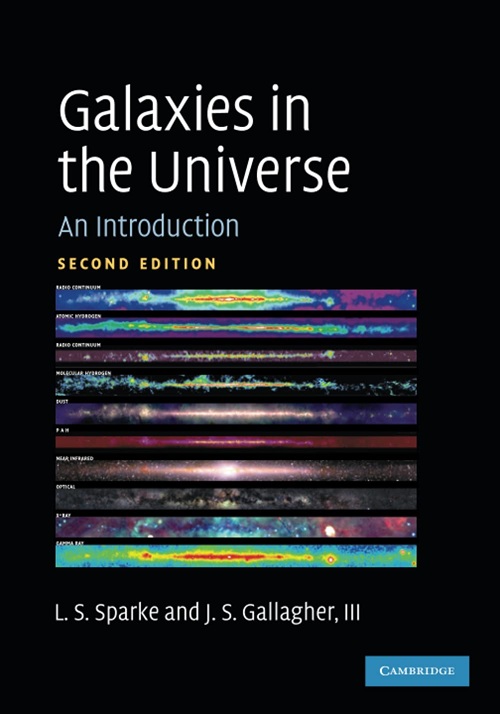 Galaxies in
the Universe
An Introduction
SECOND EDITION
RADIO CONTINUUM
ATOMIC HYDROGEN
RADIO CONTINUUM
MOLECULAR HYDROGEN
DUST
P A H
NEAR INFRARED
OPTICAL
X-RAY
GAMMA RAY
L. S. Sparke and J. S. Gallagher, III
CAMBRIDGE